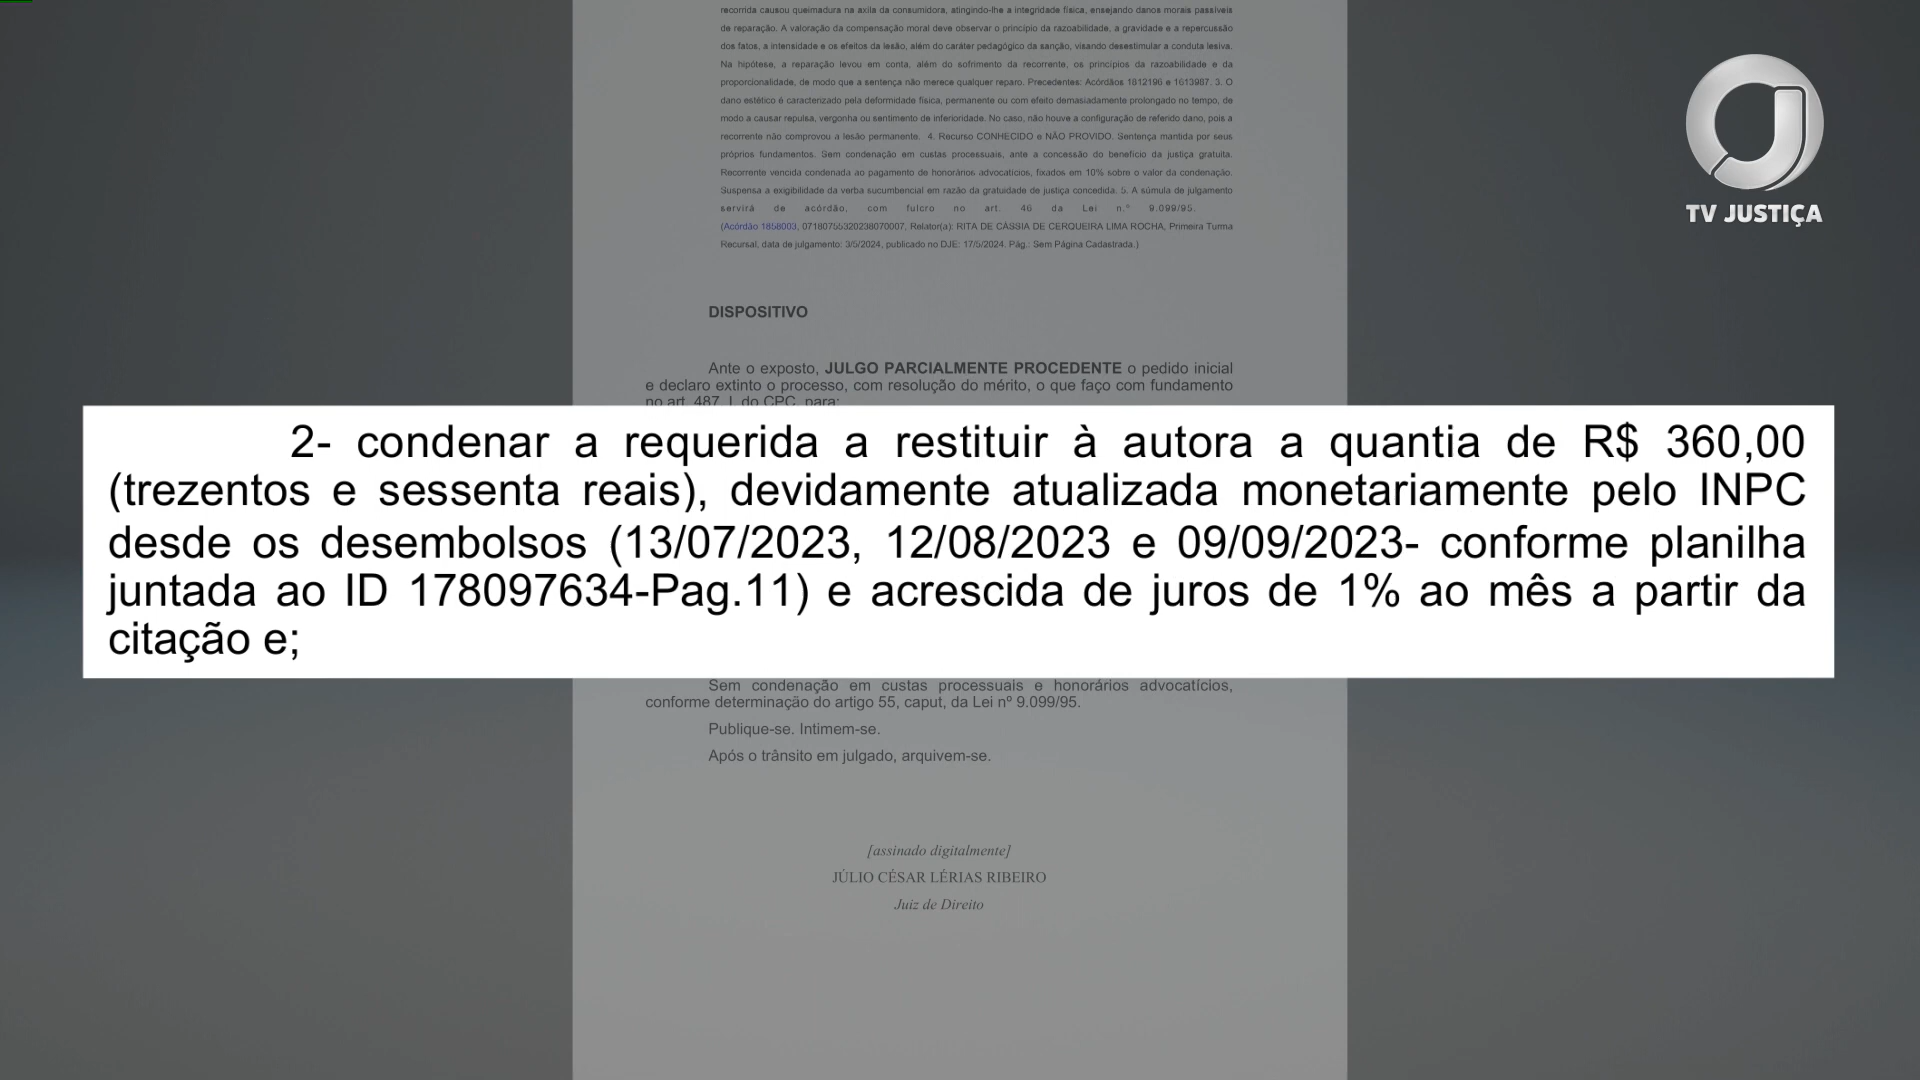 recorrida causou queimadura na axila da consumidora, atingindo-lhe a integridade física, ensejando danos morais passíveis
de reparação. A valoração da compensação moral deve observar o princípio da razoabilidade, a gravidade e a repercussão
dos fatos, a intensidade e os efeitos da lesão, além do caráter pedagógico da sanção, visando desestimular a conduta lesiva.
Na hipótese, a reparação levou em conta, além do sofrimento da recorrente, os princípios da razoabilidade e da
proporcionalidade, de modo que a sentença não merece qualquer reparo. Precedentes: Acórdãos 1812196 e 1613987. 3. O
dano estético é caracterizado pela deformidade física, permanente ou com efeito demasiadamente prolongado no tempo, de
modo a causar repulsa, vergonha ou sentimento de inferioridade. No caso, não houve a configuração de referido dano, pois a
recorrente não comprovou a lesão permanente. 4. Recurso CONHECIDO e NÃO PROVIDO. Sentença mantida por seus
próprios fundamentos. Sem condenação em custas processuais, ante a concessão do benefício da justiça gratuita.
Recorrente vencida condenada ao pagamento de honorários advocatícios, fixados em 10% sobre o valor da condenação.
Suspensa a exigibilidade da verba sucumbencial em razão da gratuidade de justiça concedida. 5. A súmula de julgamento
servirá de acórdão, com fulcro no art. 46 da Lei n.º 9.099/95.
(Acórdão 1858003, 07180755320238070007, Relator(a): RITA DE CÁSSIA DE CERQUEIRA LIMA ROCHA, Primeira Turma
Recursal, data de julgamento: 3/5/2024, publicado no DJE: 17/5/2024. Pág.: Sem Página Cadastrada.)
TV JUSTIÇA
DISPOSITIVO
Ante o exposto, JULGO PARCIALMENTE PROCEDENTE o pedido inicial
e declaro extinto o processo, com resolução do mérito, o que faço com fundamento
no art. 487, I, do CPC, para:
2- condenar a requerida a restituir à autora a quantia de R$ 360,00
(trezentos e sessenta reais), devidamente atualizada monetariamente pelo INPC
desde os desembolsos (13/07/2023, 12/08/2023 e 09/09/2023- conforme planilha
juntada ao ID 178097634-Pag.11) e acrescida de juros de 1% ao mês a partir da
citação e;
Sem condenação em custas processuais e honorários advocatícios,
conforme determinação do artigo 55, caput, da Lei nº 9.099/95.
Publique-se. Intimem-se.
Após o trânsito em julgado, arquivem-se.
[assinado digitalmente]
JÚLIO CÉSAR LÉRIAS RIBEIRO
Juiz de Direito